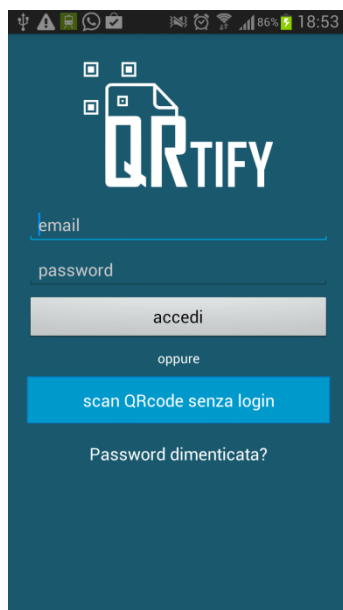 86% 18:53
QRTIFY
email
password
accedi
oppure
scan QRcode senza login
Password dimenticata?